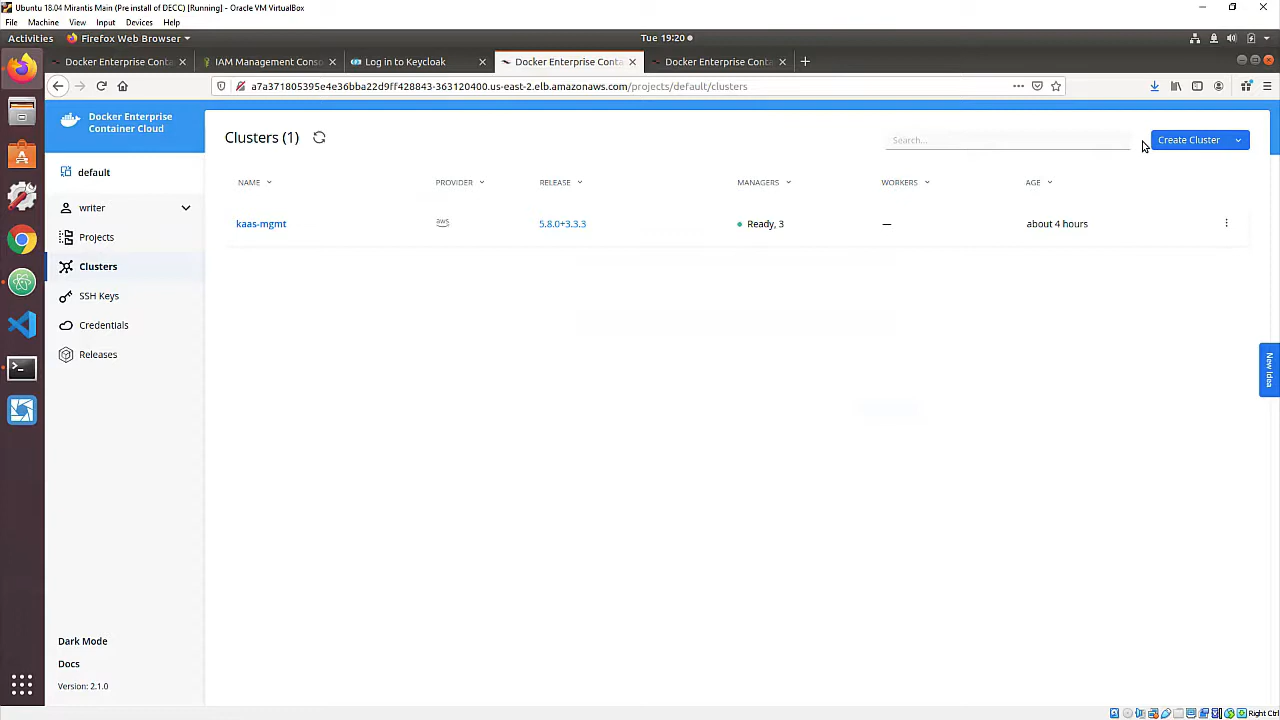 Ubuntu 18.04 Mirantis Main (Pre install of DECC) [Running] - Oracle VM VirtualBox
File Machine View Input Devices Help
Activities Firefox Web Browser Tue 19:20
Docker Enterprise Conta IAM Management Conso Log in to Keycloak Docker Enterprise Conta Docker Enterprise Conta
a7a371805395e4e36bba22d9ff428843-363120400.us-east-2.elb.amazonaws.com/projects/default/clusters
Docker Enterprise
Container Cloud
default
writer
Projects
Clusters
SSH Keys
Credentials
Releases
Dark Mode
Docs
Version: 2.1.0
Clusters (1) Search... Create Cluster
NAME PROVIDER RELEASE MANAGERS WORKERS AGE
kaas-mgmt aws 5.8.0+3.3.3 Ready, 3 — about 4 hours
New Idea
Right Ctrl